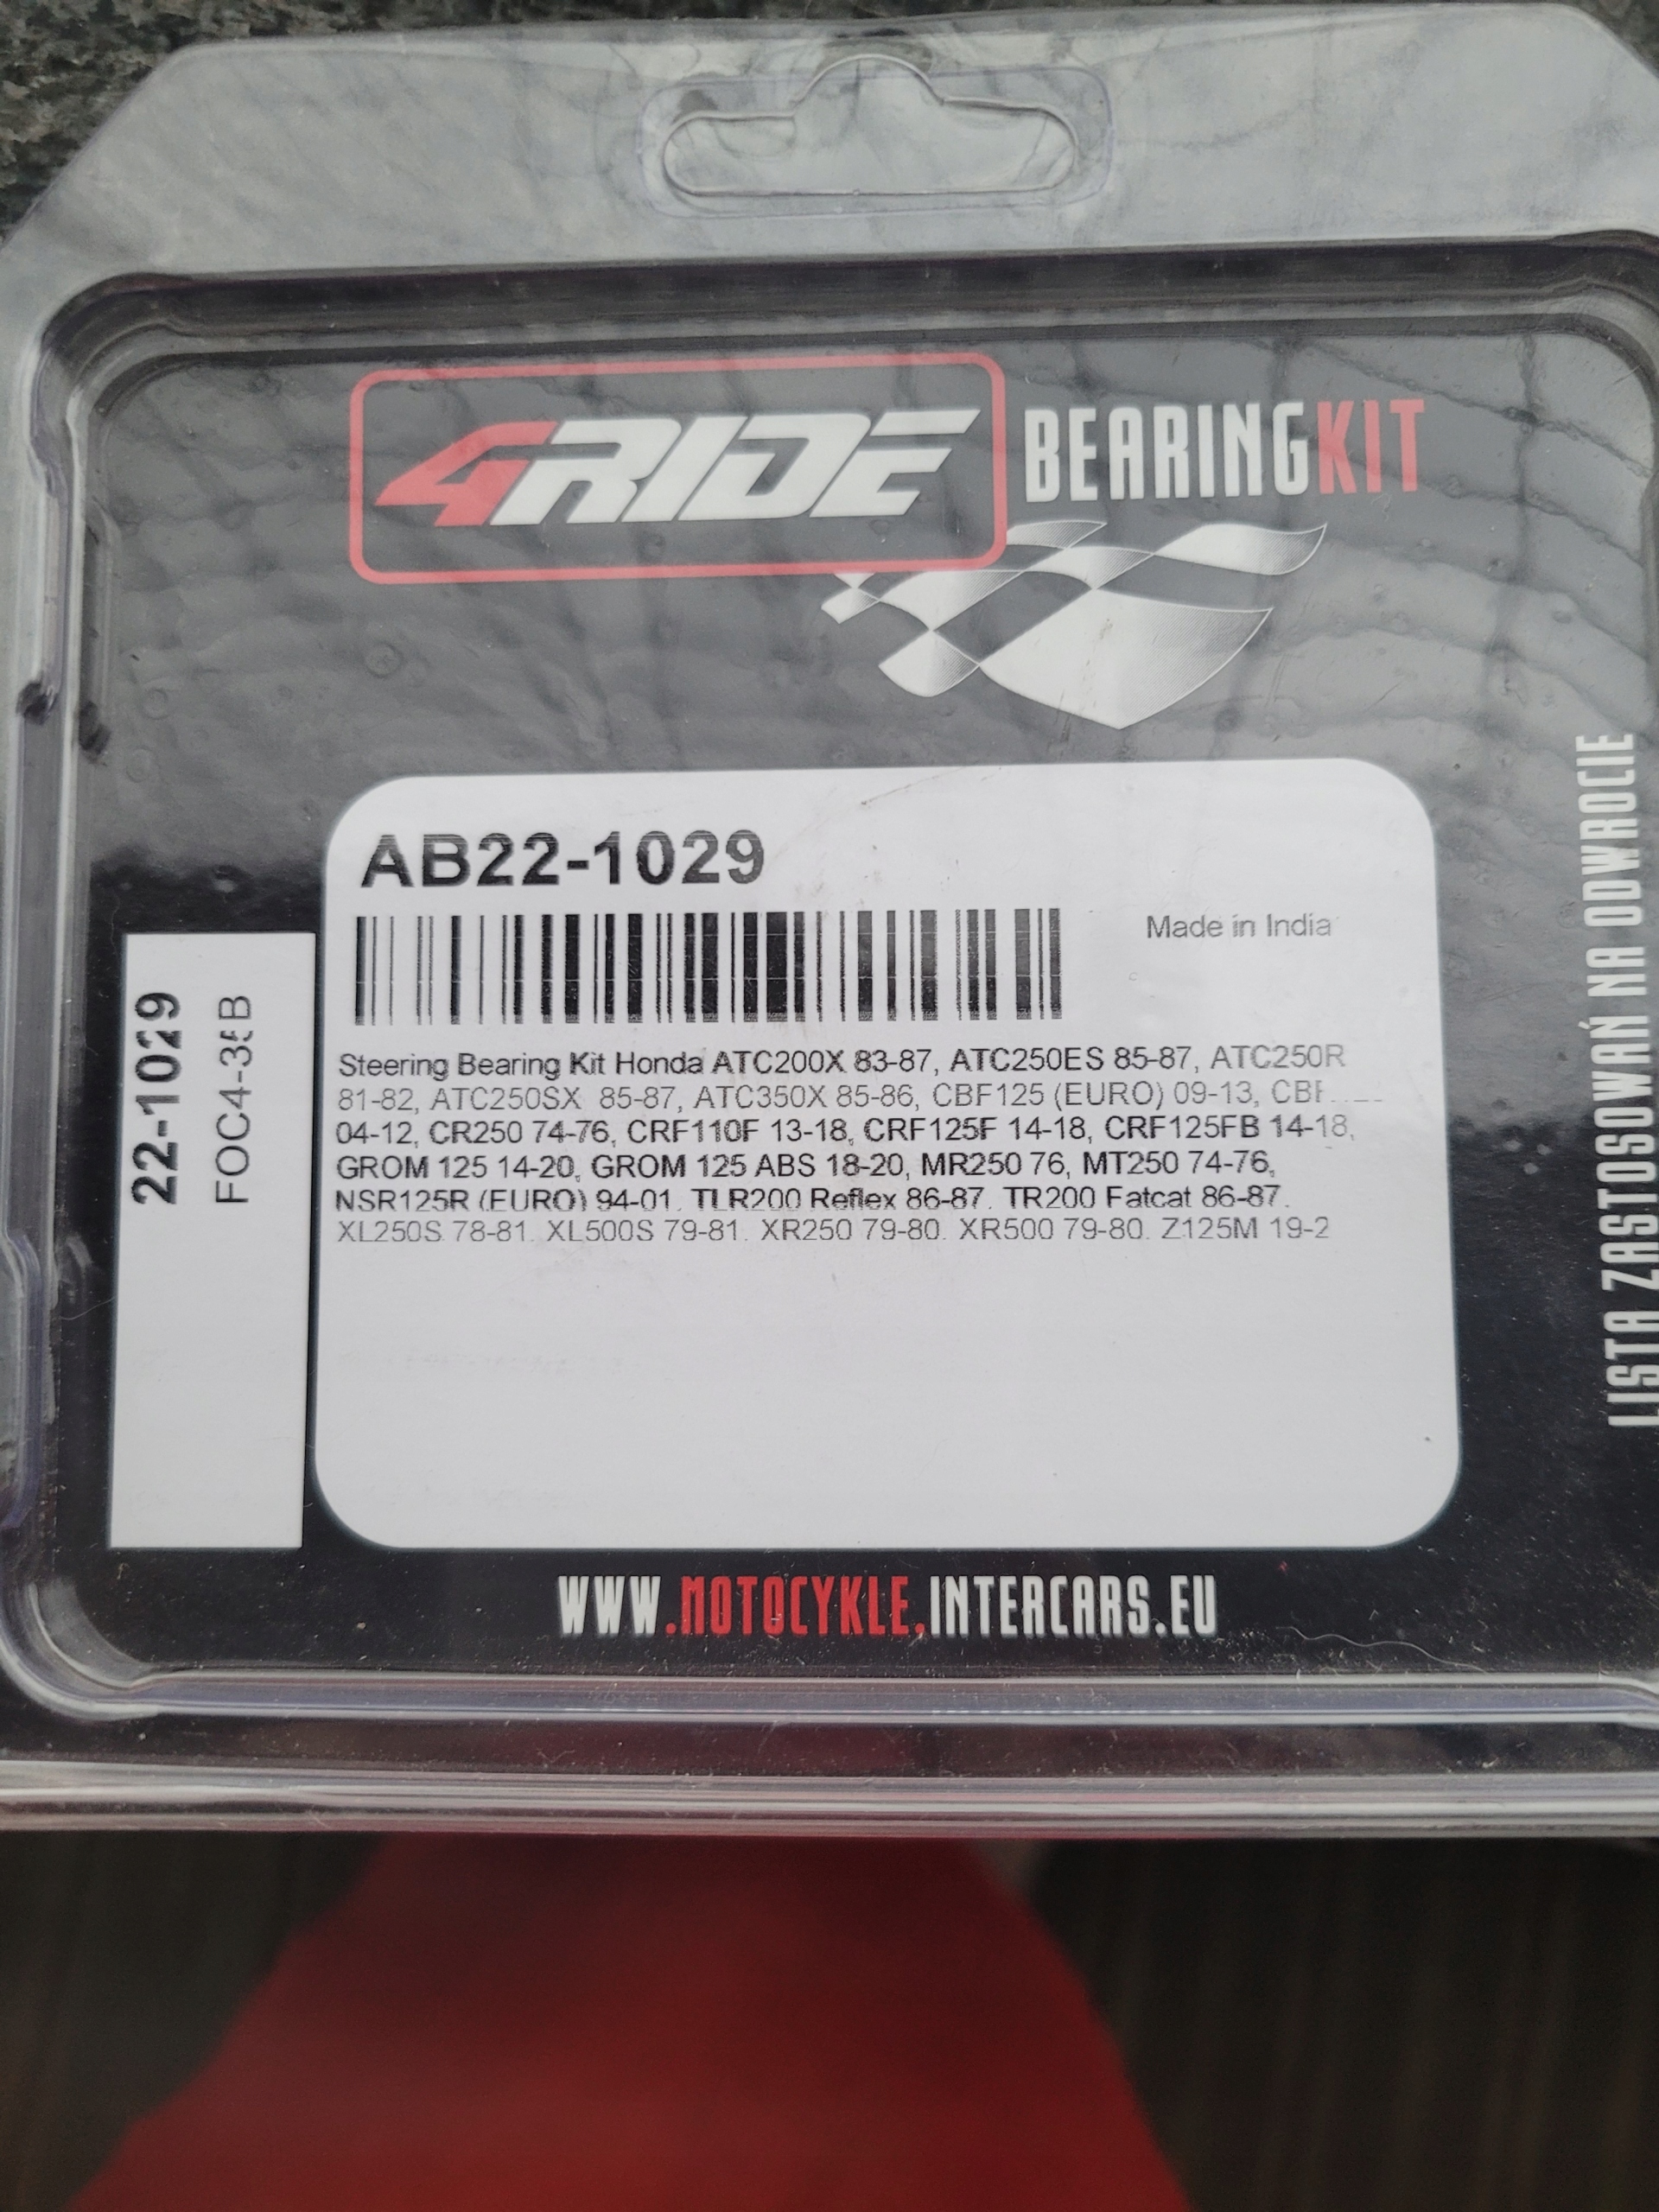 4RIDE BEARINGKIT
AB22-1029
Made in India
Steering Bearing Kit Honda ATC200X 83-87, ATC250ES 85-87, ATC250R
81-82, ATC250SX 85-87, ATC350X 85-86, CBF125 (EURO) 09-13,
04-12, CR250 74-76, CRF110F 13-18, CRF125F 14-18, CRF125FB 14-18,
GROM 125 14-20, GROM 125 ABS 18-20, MR250 76, MT250 74-76,
NSR125R (EURO) 94-01, TLR200 Reflex 86-87, TR200 Fatcat 86-87,
XL250S 78-81, XL500S 79-81, XR250 79-80, XR500 79-80, Z125M 19-2
22-1029
FOC4-35B
LISTA ZASTOSOWAŃ NA ODWROCIE
WWW.MOTOCYKLE.INTERCARS.EU